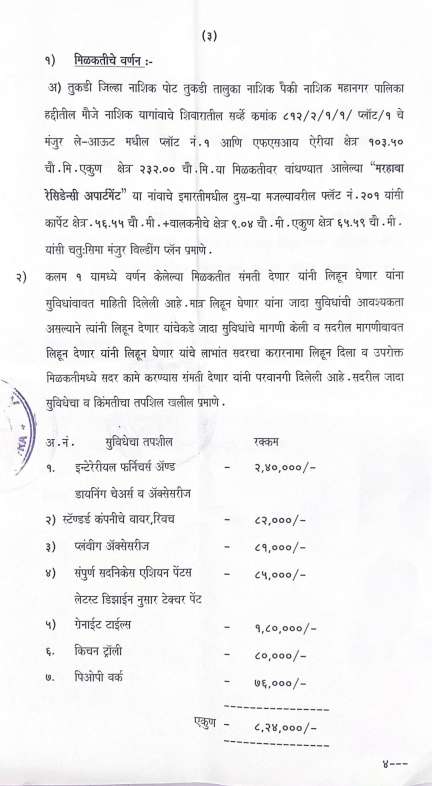 (३)
१) मिळकतीचे वर्णन :-
अ) तुकडी जिल्हा नाशिक पोट तुकडी तालुका नाशिक पैकी नाशिक महानगर पालिका
हद्दीतील मौजे नाशिक यागांवाचे शिवारातील सर्व्हे क्रमांक ८१२/२/१/१/ प्लॉट/१ चे
मंजुर ले-आऊट मधील प्लॉट नं.१ आणि एफएसआय ऐरीया क्षेत्र १०३.५०
चौ.मि.एकुण क्षेत्र २३२.०० चौ.मि.या मिळकतीवर बांधण्यात आलेल्या “मरहाबा
रेसिडेन्सी अपार्टमेंट” या नांवाचे इमारतीमधील दुस-या मजल्यावरील फ्लॅट नं.२०१ यांसी
कार्पेट क्षेत्र.५६.५५ चौ.मी.+बालकनीचे क्षेत्र ९.०४ चौ.मी.एकुण क्षेत्र ६५.५९ चौ.मी.
यांसी चतु:सिमा मंजुर बिल्डींग प्लॅन प्रमाणे.
२) कलम १ यामध्ये वर्णन केलेल्या मिळकतीत संमती देणार यांनी लिहून घेणार यांना
सुविधांबाबत माहिती दिलेली आहे.मात्र लिहून घेणार यांना जादा सुविधांची आवश्यकता
असल्याने त्यांनी लिहून देणार यांचेकडे जादा सुविधांचे मागणी केली व सदरील मागणीबाबत
लिहून देणार यांनी लिहून घेणार यांचे लाभांत सदरचा करारनामा लिहून दिला व उपरोक्त
मिळकतीमध्ये सदर कामे करण्यास संमती देणार यांनी परवानगी दिलेली आहे.सदरील जादा
सुविधेचा व किंमतीचा तपशिल खलील प्रमाणे.
अ.नं. सुविधेचा तपशील रक्कम
१. इन्टेरेरीयल फर्निचर्स ॲण्ड - २,४०,०००/-
डायनिंग चेअर्स व ॲक्सेसरीज
२) स्टॅण्डर्ड कंपनीचे वायर,स्विच - ८२,०००/-
३) प्लंबीग ॲक्सेसरीज - ८१,०००/-
४) संपुर्ण सदनिकेस एशियन पेंटस - ८५,०००/-
लेटस्ट डिझाईन नुसार टेक्चर पेंट
५) ग्रेनाईट टाईल्स - १,८०,०००/-
६. किचन ट्रॉली - ८०,०००/-
७. पिओपी वर्क - ७६,०००/-
----------------
एकुण - ८,२४,०००/-
----------------
४---